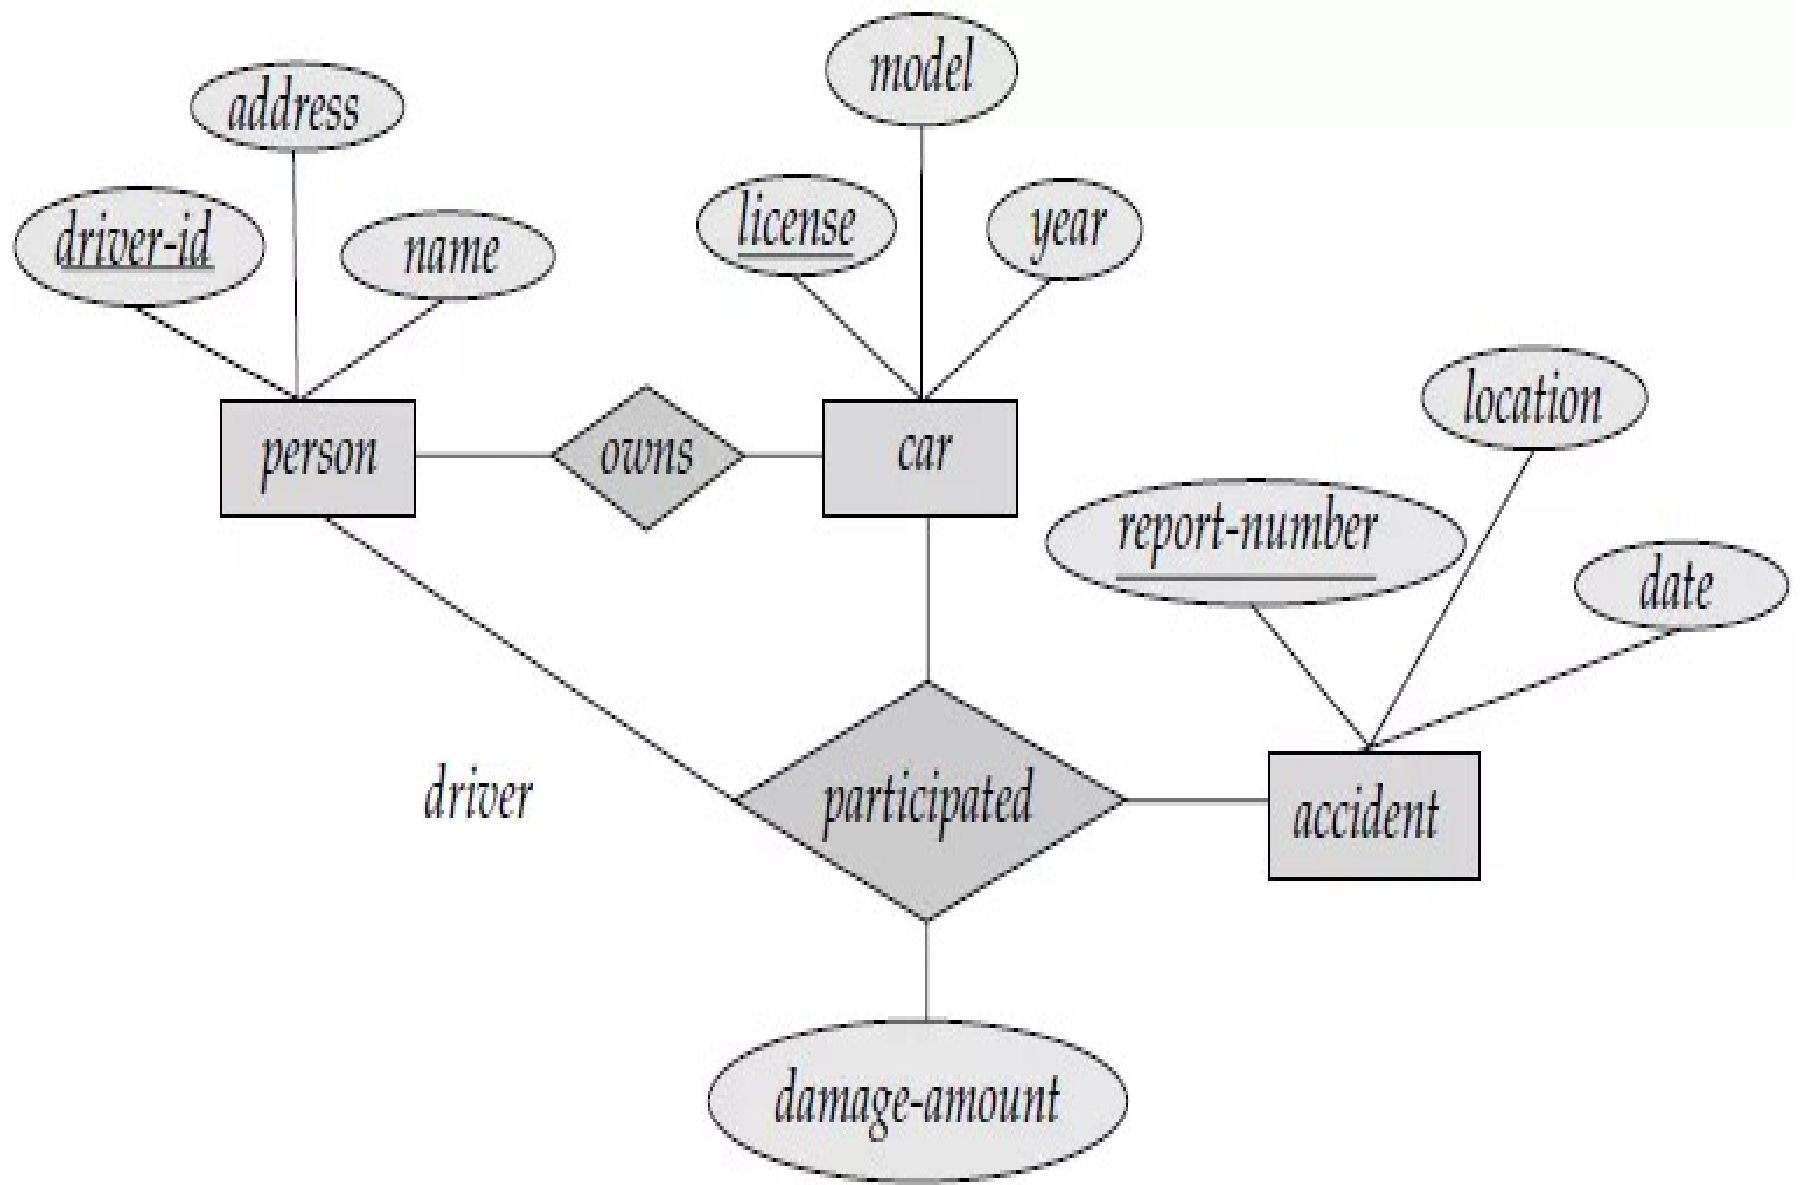 model
address
license
year
driver-id
name
location
person
owns
car
report-number
date
driver
participated
accident
damage-amount